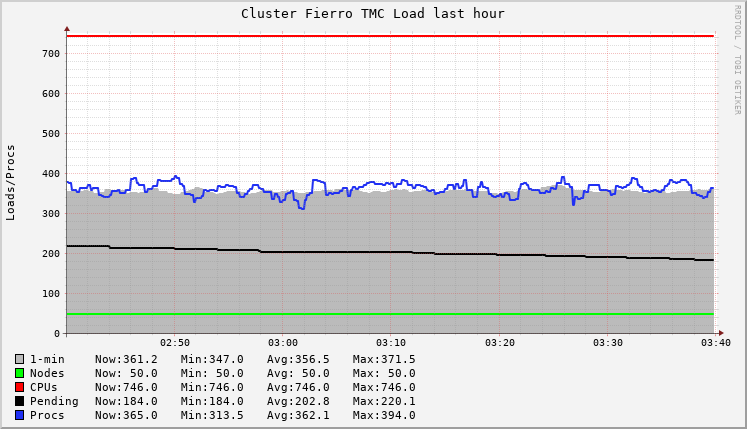 Cluster Fierro TMC Load last hour
RRDTOOL / TOBI OETIKER
Loads/Procs
700
600
500
400
300
200
100
0
02:50 03:00 03:10 03:20 03:30 03:40
1-min Now:361.2 Min:347.0 Avg:356.5 Max:371.5
Nodes Now: 50.0 Min: 50.0 Avg: 50.0 Max: 50.0
CPUs Now:746.0 Min:746.0 Avg:746.0 Max:746.0
Pending Now:184.0 Min:184.0 Avg:202.8 Max:220.1
Procs Now:365.0 Min:313.5 Avg:362.1 Max:394.0